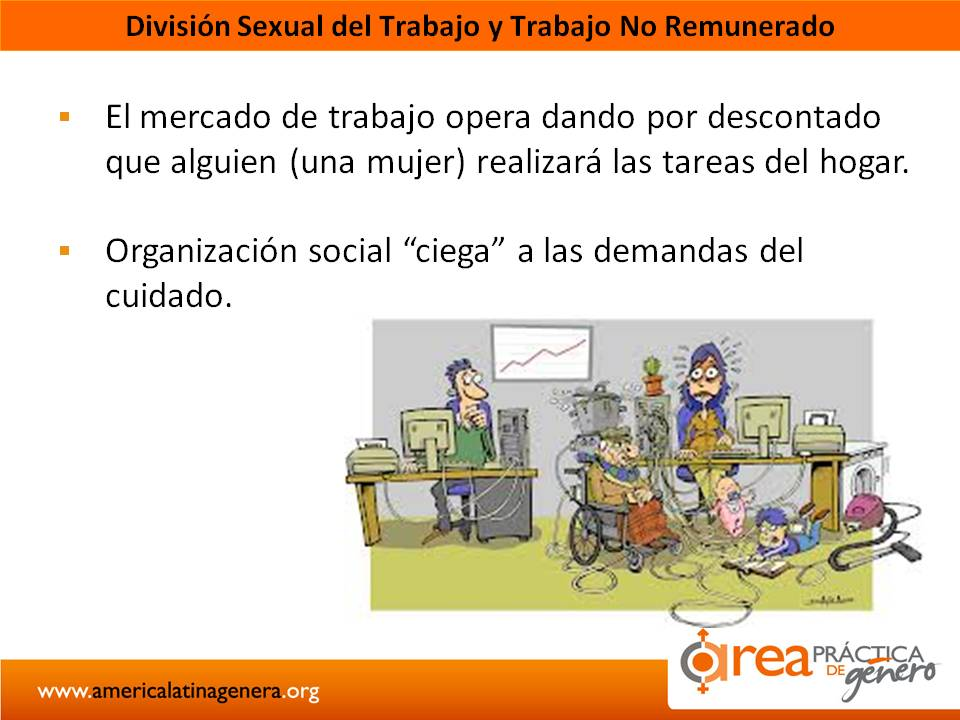 División Sexual del Trabajo y Trabajo No Remunerado
▪ El mercado de trabajo opera dando por descontado
que alguien (una mujer) realizará las tareas del hogar.
▪ Organización social “ciega” a las demandas del
cuidado.
area PRÁCTICA
DE género
www.americalatinagenera.org